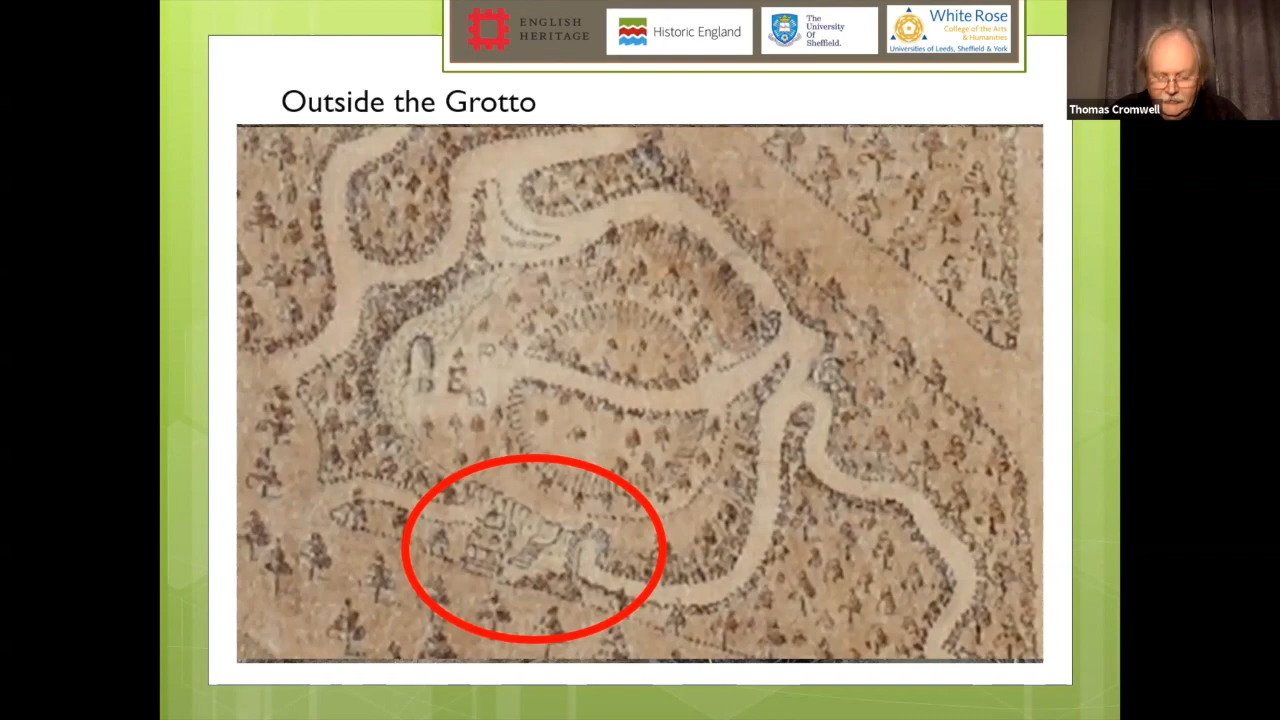 ENGLISH
HERITAGE
Historic England
The
University
Of
Sheffield.
White Rose
College of the Arts
& Humanities
Universities of Leeds, Sheffield & York
Thomas Cromwell
Outside the Grotto